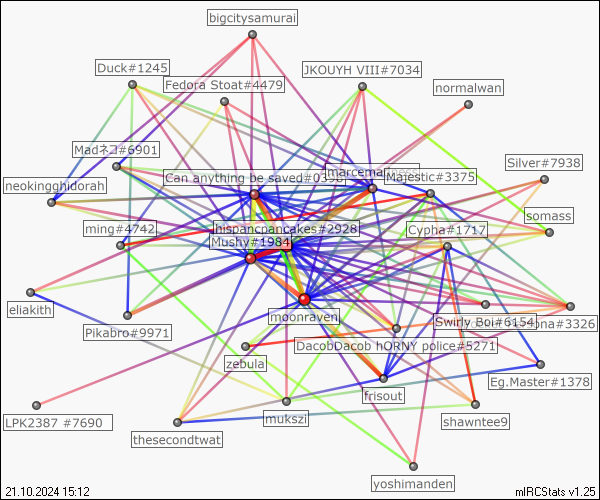 bigcitysamurai
Duck#1245
JKOUYH VIII#7034
Fedora Stoat#4479
normalwan
Madネコ#6901
Silver#7938
Can anything be saved#0398
Majestic#3375
neokingghidorah
somass
ming#4742
hispancpancakes#2928
Cypha#1717
Mushy#1984
eliakith
moonraven
Pikabro#9971
Swirly Boi#6154
#3326
DacobDacob hORNY police#5271
zebula
Eg.Master#1378
frisout
LPK2387 #7690
mukszi
shawntee9
thesecondtwat
yoshimanden
21.10.2024 15:12
mIRCStats v1.25